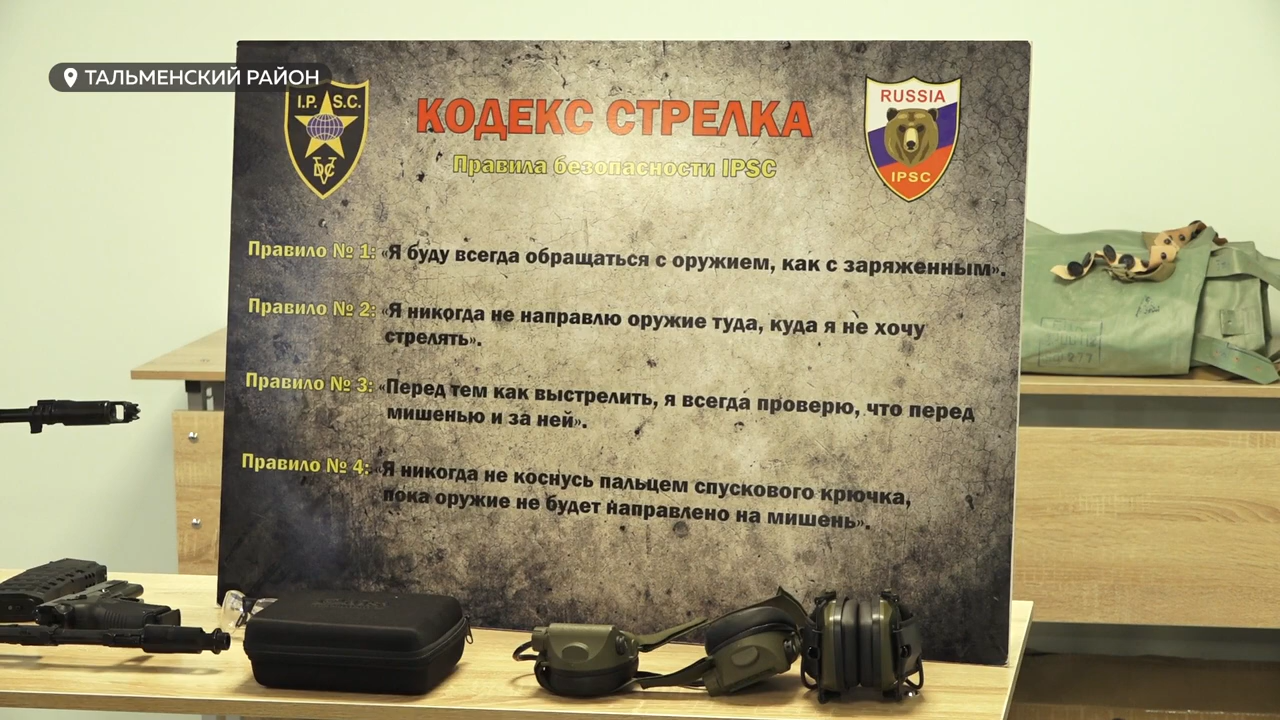 ТАЛЬМЕНСКИЙ РАЙОН
I.P.S.C.
DVC
КОДЕКС СТРЕЛКА
Правила безопасности IPSC
RUSSIA
IPSC
Правило № 1: «Я буду всегда обращаться с оружием, как с заряженным».
Правило № 2: «Я никогда не направлю оружие туда, куда я не хочу
стрелять».
Правило № 3: «Перед тем как выстрелить, я всегда проверю, что перед
мишенью и за ней».
Правило № 4: «Я никогда не коснусь пальцем спускового крючка,
пока оружие не будет направлено на мишень».